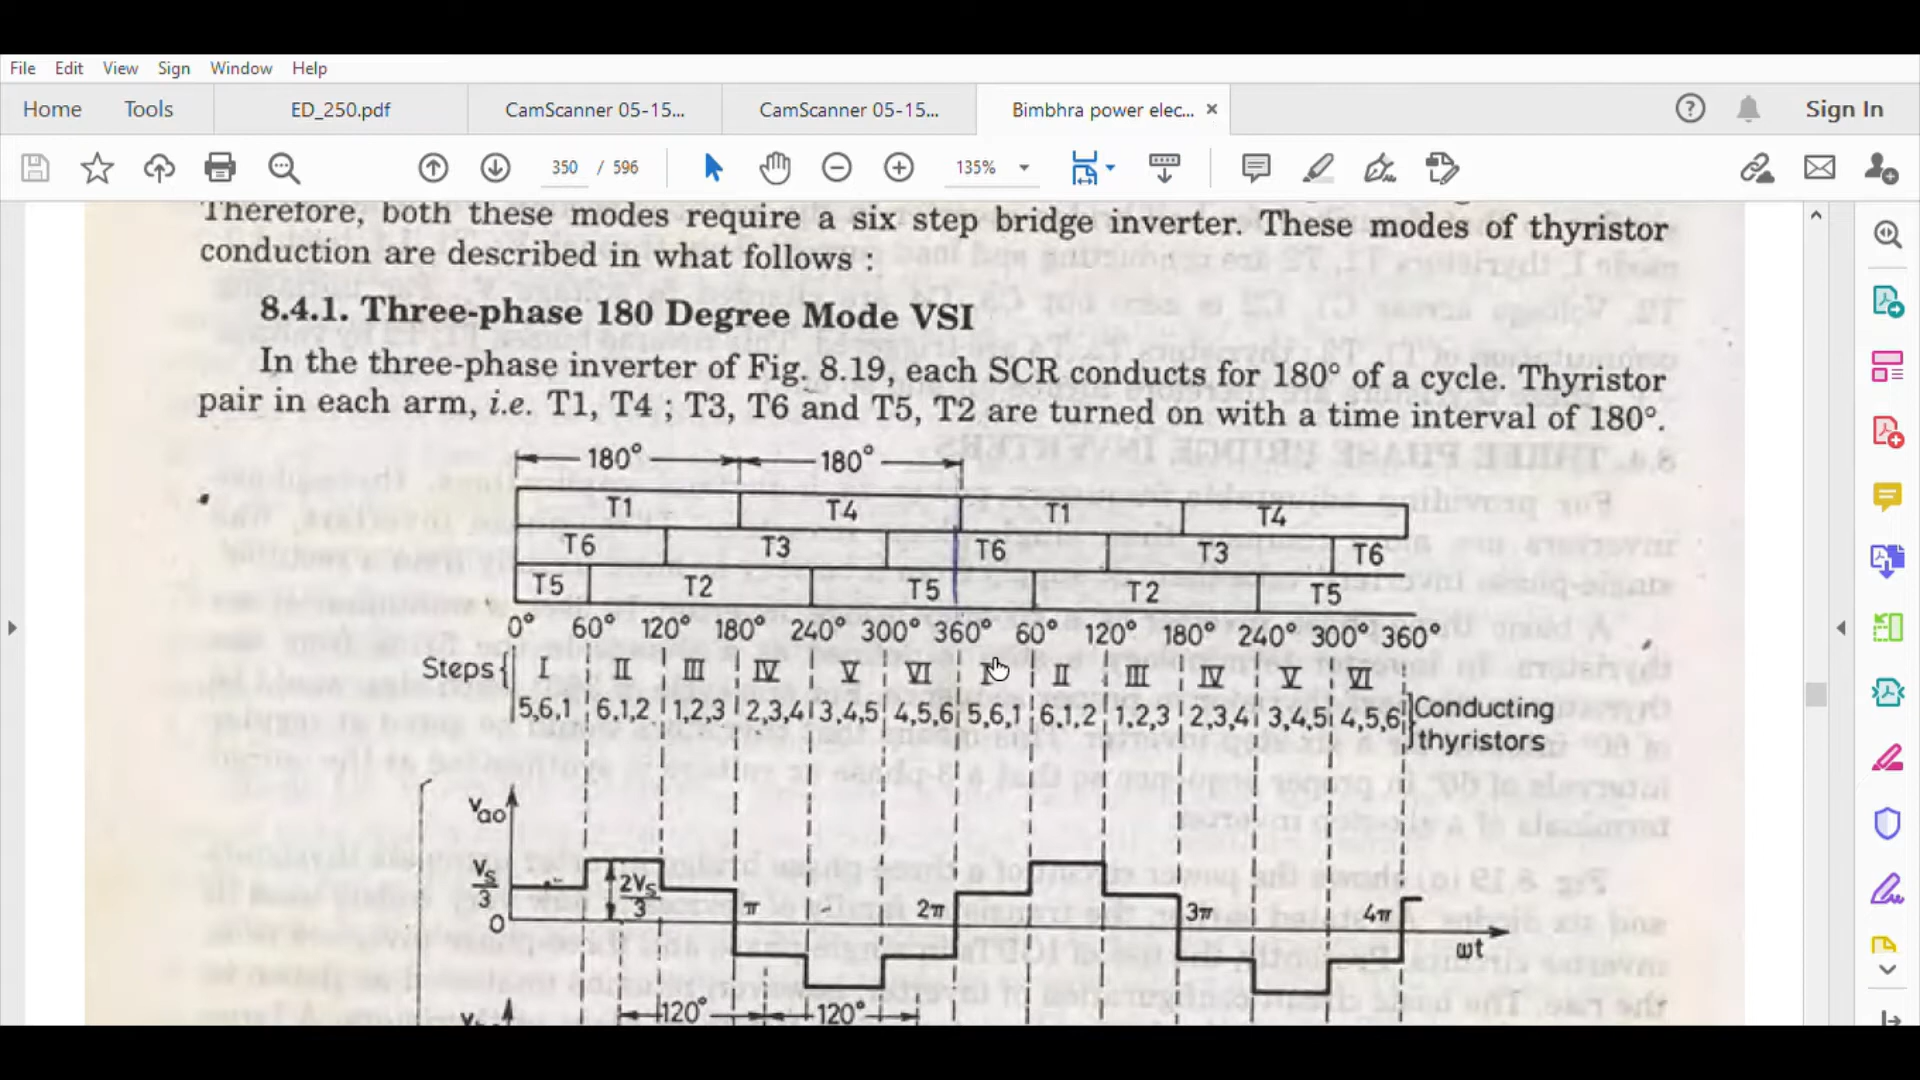 File Edit View Sign Window Help
Home Tools ED_250.pdf CamScanner 05-15... CamScanner 05-15... Bimbhra power elec... × Sign In
350 / 596 135%
Therefore, both these modes require a six step bridge inverter. These modes of thyristor
conduction are described in what follows :
8.4.1. Three-phase 180 Degree Mode VSI
In the three-phase inverter of Fig. 8.19, each SCR conducts for 180° of a cycle. Thyristor
pair in each arm, i.e. T1, T4 ; T3, T6 and T5, T2 are turned on with a time interval of 180°.
180° 180°
T1 T4 T1 T4
T6 T3 T6 T3 T6
T5 T2 T5 T2 T5
0° 60° 120° 180° 240° 300° 360° 60° 120° 180° 240° 300° 360°
Steps{ I II III IV V VI II III IV V VI
5,6,1 6,1,2 1,2,3 2,3,4 3,4,5 4,5,6 5,6,1 6,1,2 1,2,3 2,3,4 3,4,5 4,5,6 Conducting
thyristors
Vao
Vs/3 2Vs/3
0 π 2π 3π 4π
ωt
120° 120°